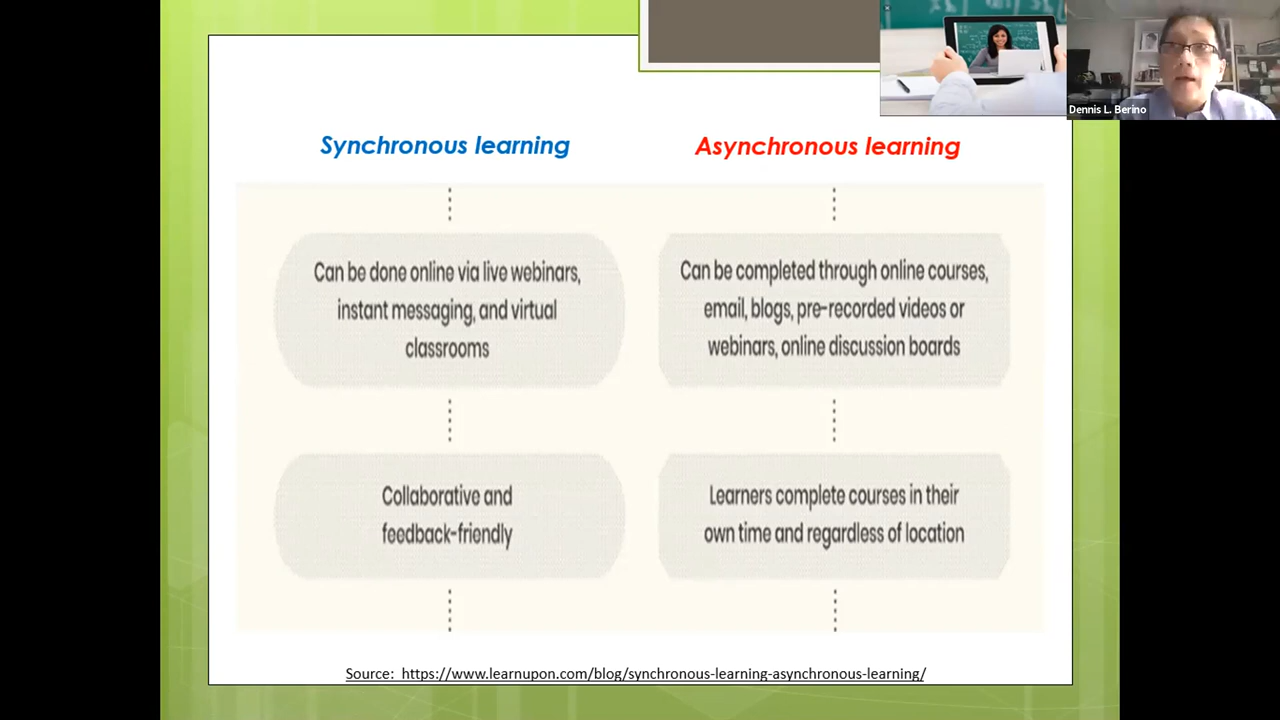 Dennis L. Berino
Synchronous learning
Asynchronous learning
Can be done online via live webinars,
instant messaging, and virtual
classrooms
Can be completed through online courses,
email, blogs, pre-recorded videos or
webinars, online discussion boards
Collaborative and
feedback-friendly
Learners complete courses in their
own time and regardless of location
Source: https://www.learnupon.com/blog/synchronous-learning-asynchronous-learning/